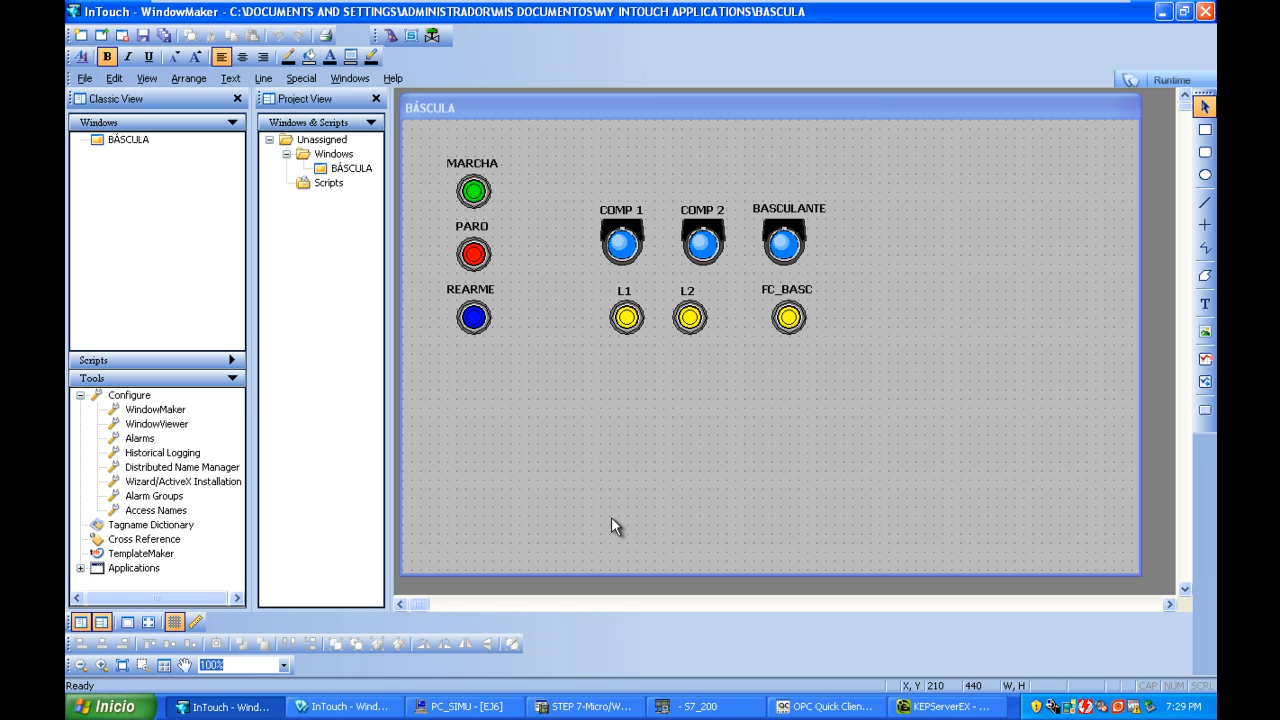 InTouch - WindowMaker - C:\DOCUMENTS AND SETTINGS\ADMINISTRADOR\MIS DOCUMENTOS\MY INTOUCH APPLICATIONS\BASCULA
B I U A A A
File Edit View Arrange Text Line Special Windows Help
Runtime
Classic View
Windows
BÁSCULA
Scripts
Tools
Configure
WindowMaker
WindowViewer
Alarms
Historical Logging
Distributed Name Manager
Wizard/ActiveX Installation
Alarm Groups
Access Names
Tagname Dictionary
Cross Reference
TemplateMaker
Applications
Project View
Windows & Scripts
Unassigned
Windows
BÁSCULA
Scripts
BÁSCULA
MARCHA
PARO
REARME
COMP 1 COMP 2 BASCULANTE
L1 L2 FC_BASC
T
100%
Ready
X, Y 210 440 W, H CAP NUM SCRL
Inicio
InTouch - Wind...
InTouch - Wind...
PC_SIMU - [EJ6]
STEP 7-Micro/W...
- S7_200
OPC Quick Clien...
KEPServerEX - ...
7:29 PM